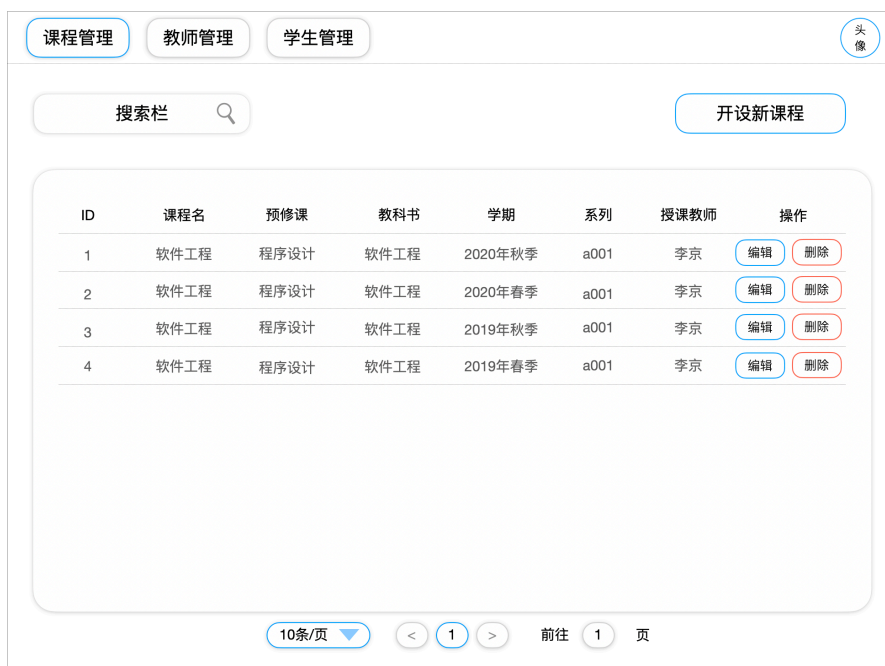 课程管理 教师管理 学生管理 头像
搜索栏 开设新课程
ID 课程名 预修课 教科书 学期 系列 授课教师 操作
1 软件工程 程序设计 软件工程 2020年秋季 a001 李京 编辑 删除
2 软件工程 程序设计 软件工程 2020年春季 a001 李京 编辑 删除
3 软件工程 程序设计 软件工程 2019年秋季 a001 李京 编辑 删除
4 软件工程 程序设计 软件工程 2019年春季 a001 李京 编辑 删除
10条/页 < 1 > 前往 1 页